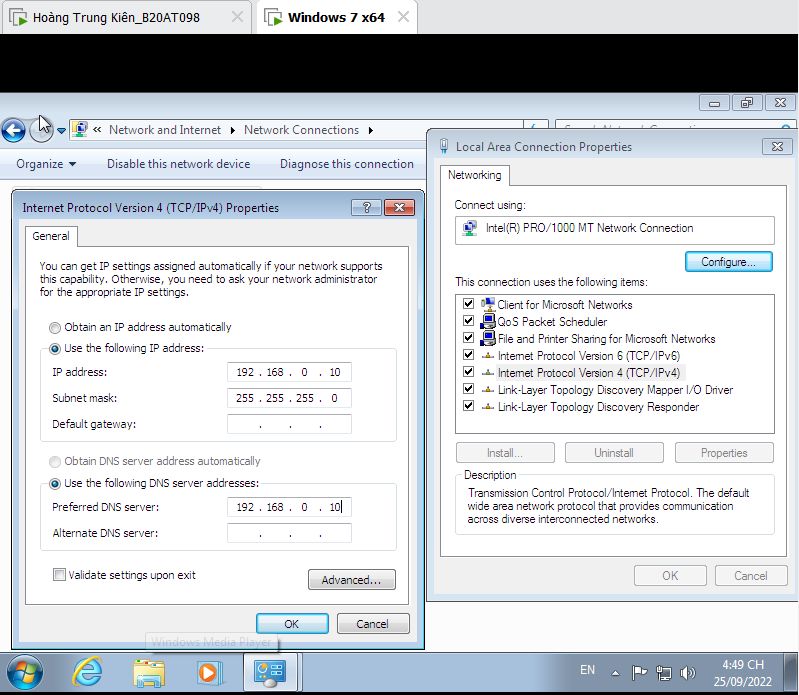 Hoàng Trung Kiên_B20AT098
Windows 7 x64
« Network and Internet Network Connections
Organize Disable this network device Diagnose this connection
Internet Protocol Version 4 (TCP/IPv4) Properties
General
You can get IP settings assigned automatically if your network supports
this capability. Otherwise, you need to ask your network administrator
for the appropriate IP settings.
Obtain an IP address automatically
Use the following IP address:
IP address: 192 . 168 . 0 . 10
Subnet mask: 255 . 255 . 255 . 0
Default gateway: . . .
Obtain DNS server address automatically
Use the following DNS server addresses:
Preferred DNS server: 192 . 168 . 0 . 10
Alternate DNS server: . . .
Validate settings upon exit
Advanced...
OK Cancel
Local Area Connection Properties
Networking
Connect using:
Intel(R) PRO/1000 MT Network Connection
Configure...
This connection uses the following items:
Client for Microsoft Networks
QoS Packet Scheduler
File and Printer Sharing for Microsoft Networks
Internet Protocol Version 6 (TCP/IPv6)
Internet Protocol Version 4 (TCP/IPv4)
Link-Layer Topology Discovery Mapper I/O Driver
Link-Layer Topology Discovery Responder
Install... Uninstall Properties
Description
Transmission Control Protocol/Internet Protocol. The default
wide area network protocol that provides communication
across diverse interconnected networks.
OK Cancel
Windows Media Player
EN
4:49 CH
25/09/2022